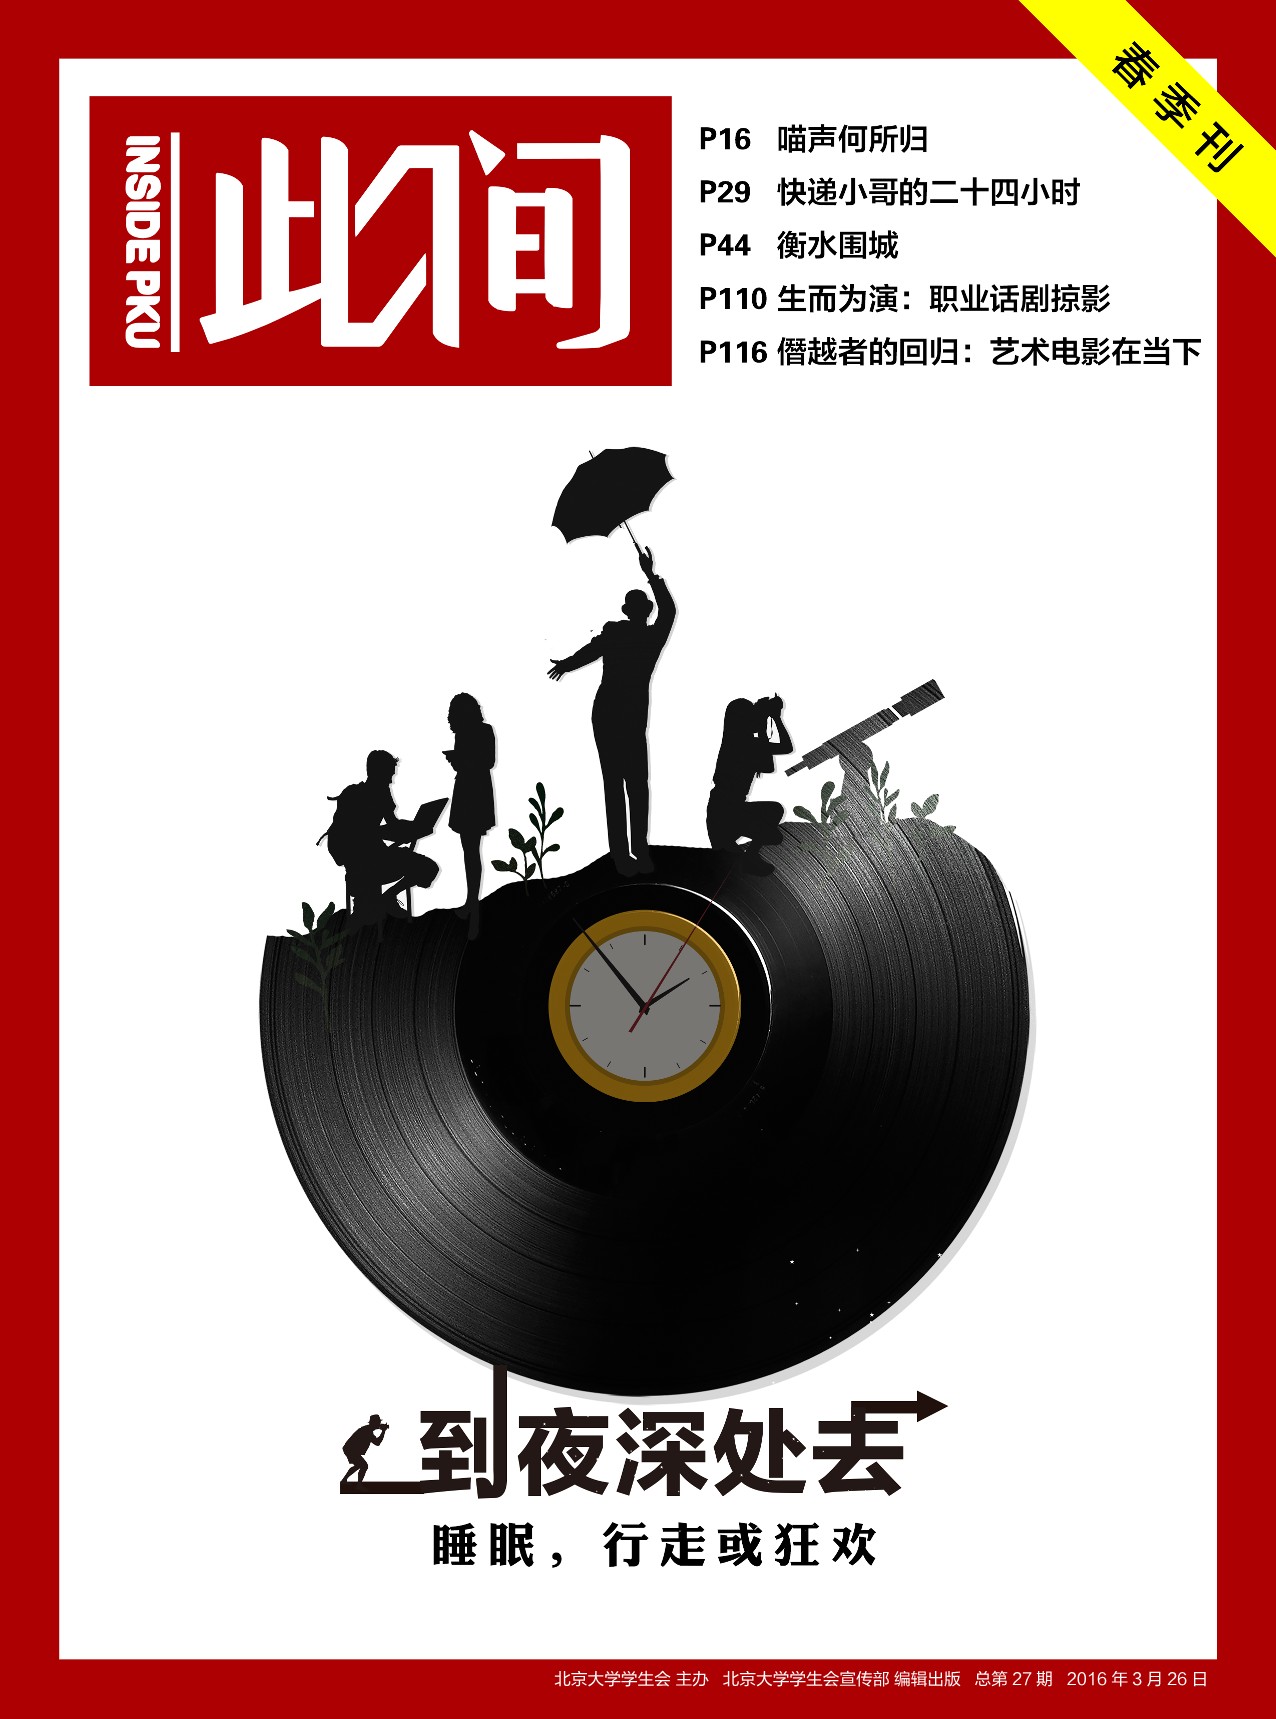 春季刊
INSIDE PKU
此间
P16 喵声何所归
P29 快递小哥的二十四小时
P44 衡水围城
P110 生而为演：职业话剧掠影
P116 僭越者的回归：艺术电影在当下
到夜深处去
睡眠，行走或狂欢
北京大学学生会 主办 北京大学学生会宣传部 编辑出版 总第 27 期 2016 年 3 月 26 日